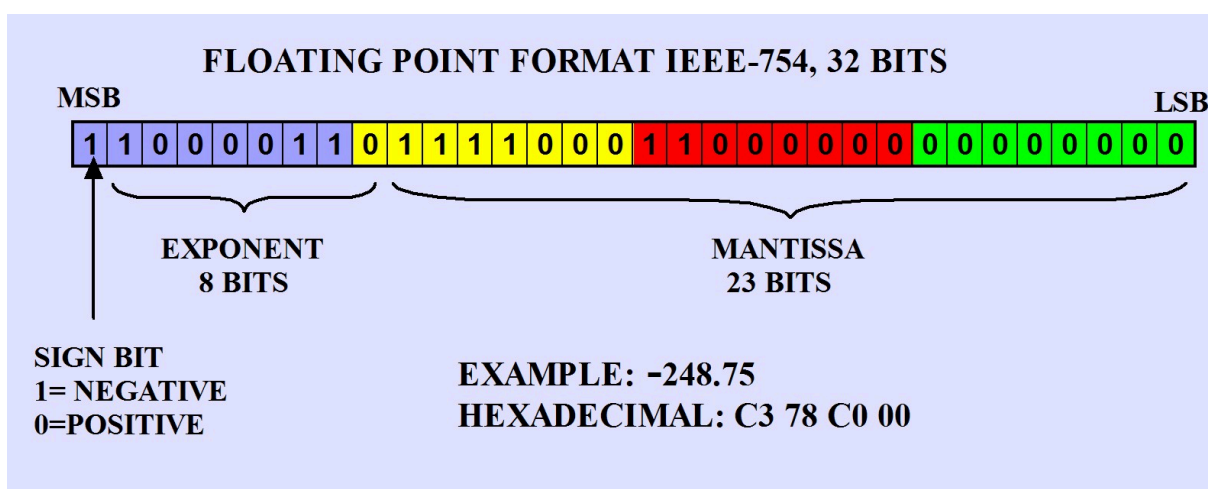 FLOATING POINT FORMAT IEEE-754, 32 BITS
MSB LSB
1 1 0 0 0 0 1 1 0 1 1 1 1 0 0 0 1 1 0 0 0 0 0 0 0 0 0 0 0 0 0 0
EXPONENT
8 BITS
MANTISSA
23 BITS
SIGN BIT
1= NEGATIVE
0=POSITIVE
EXAMPLE: -248.75
HEXADECIMAL: C3 78 C0 00